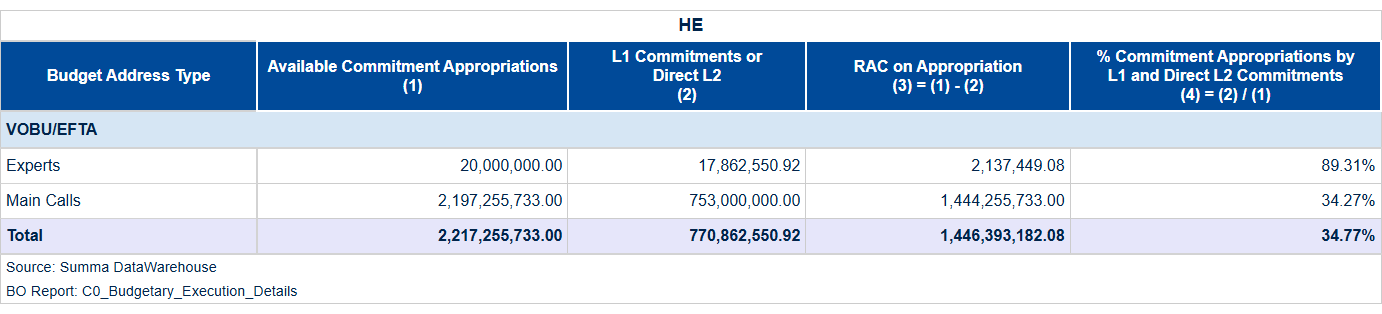 HE
Budget Address Type
Available Commitment Appropriations
(1)
L1 Commitments or
Direct L2
(2)
RAC on Appropriation
(3) = (1) - (2)
% Commitment Appropriations by
L1 and Direct L2 Commitments
(4) = (2) / (1)
VOBU/EFTA
Experts 20,000,000.00 17,862,550.92 2,137,449.08 89.31%
Main Calls 2,197,255,733.00 753,000,000.00 1,444,255,733.00 34.27%
Total 2,217,255,733.00 770,862,550.92 1,446,393,182.08 34.77%
Source: Summa DataWarehouse
BO Report: C0_Budgetary_Execution_Details